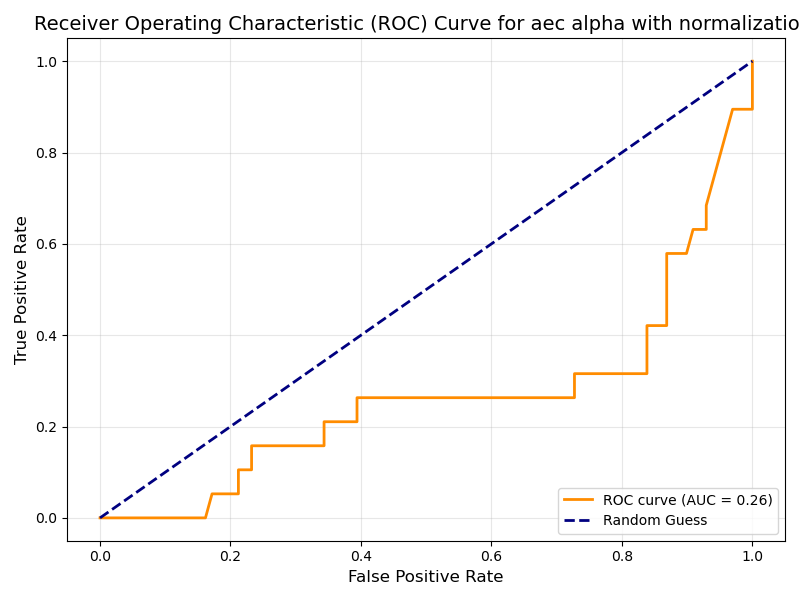 Receiver Operating Characteristic (ROC) Curve for aec alpha with normalizatio
1.0
0.8
0.6
0.4
0.2
0.0
True Positive Rate
ROC curve (AUC = 0.26)
Random Guess
0.0 0.2 0.4 0.6 0.8 1.0
False Positive Rate